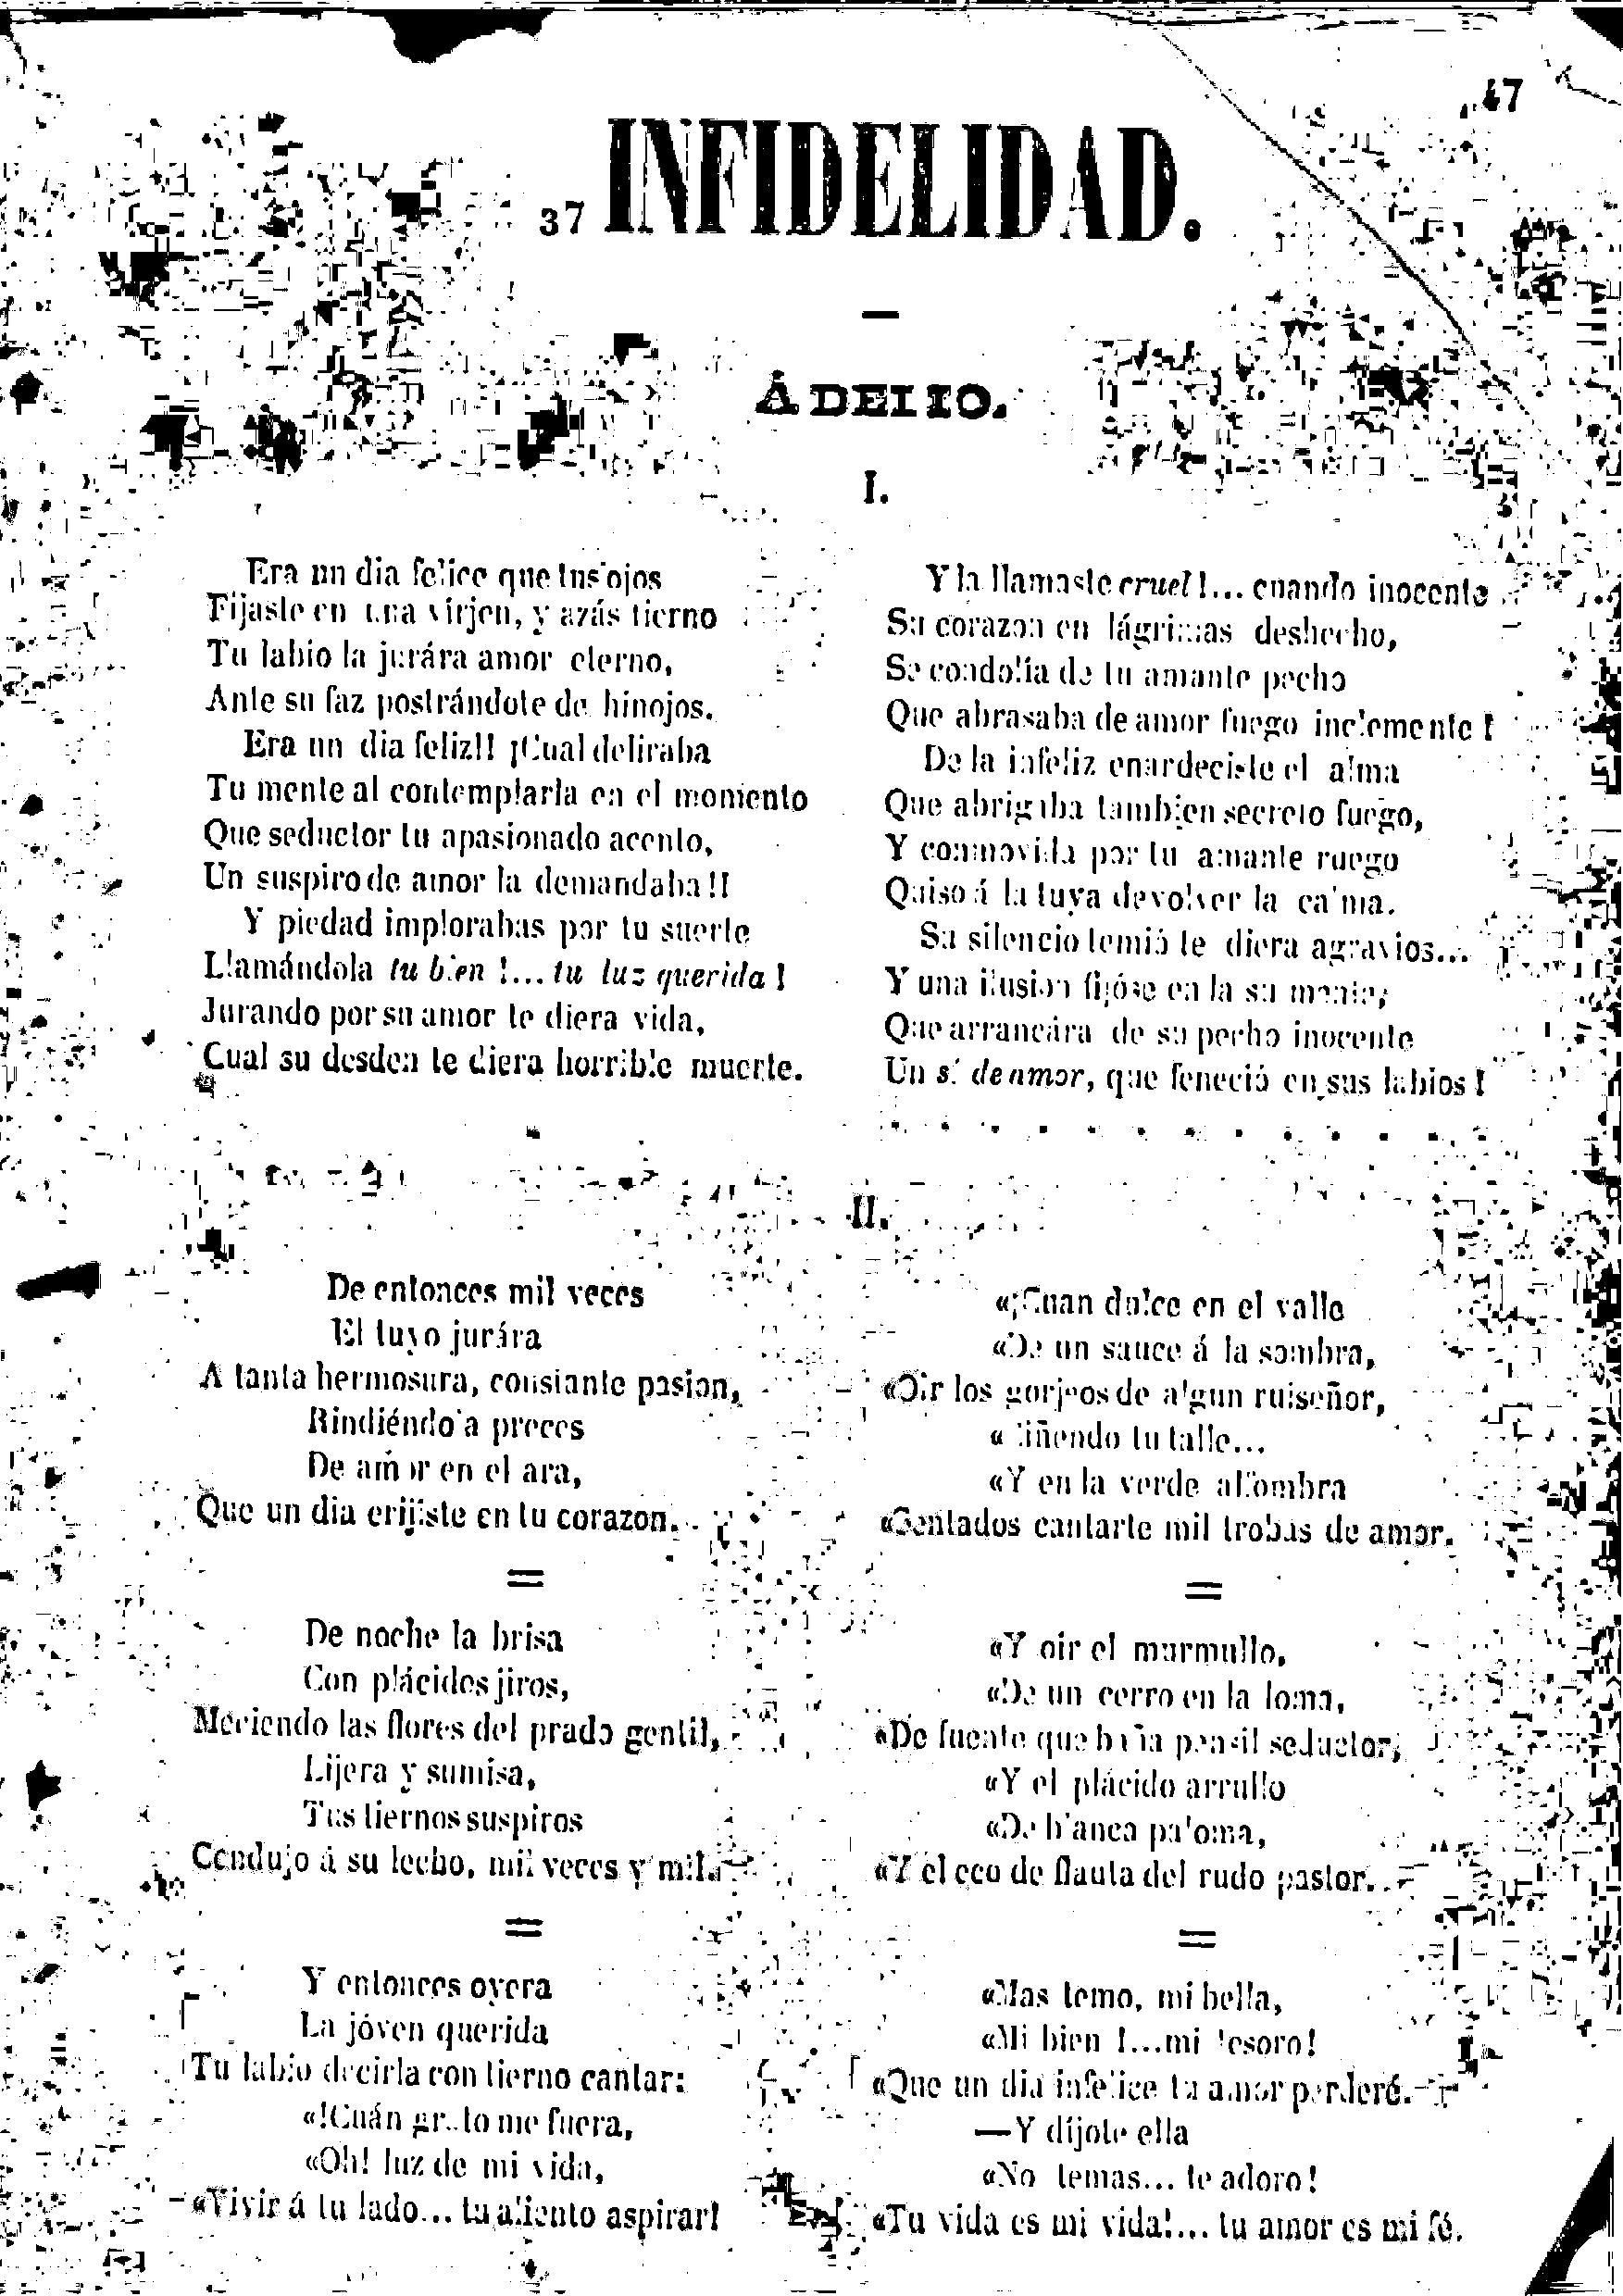 47
37 INFIDELIDAD.
Á DELIO.
I.
Era un dia felice que tus ojos
Fijaste en una vírjen, y azás tierno
Tu labio la jurára amor eterno,
Ante su faz postrándote de hinojos.
Era un dia feliz!! ¡Cual deliraba
Tu mente al contemplarla en el momento
Que seductor tu apasionado acento,
Un suspiro de amor la demandaba!!
Y piedad implorabas por tu suerte
Llamándola tu bien!... tu luz querida!
Jurando por su amor te diera vida,
Cual su desden te diera horrible muerte.
Y la llamaste cruel!... cuando inocente
Su corazon en lágrimas deshecho,
Se condolía de tu amante pecho
Que abrasaba de amor fuego inclemente!
De la infeliz enardeciste el alma
Que abrigaba tambien secreto fuego,
Y conmovida por tu amante ruego
Quiso á la tuya devolver la calma.
Su silencio temió te diera agravios...
Y una ilusion fijóse en la su mente;
Que arrancára de su pecho inocente
Un sí de amor, que feneció en sus labios!
II.
De entonces mil veces
El tuyo jurára
A tanta hermosura, constante pasion,
Rindiéndola preces
De amor en el ara,
Que un dia erijiste en tu corazon.
=
De noche la brisa
Con plácidos jiros,
Meciendo las flores del prado gentil,
Lijera y sumisa,
Tus tiernos suspiros
Condujo á su lecho, mil veces y mil.
=
Y entonces oyera
La jóven querida
Tu labio decirla con tierno cantar:
«!Cuán grato me fuera,
«Oh! luz de mi vida,
«Vivir á tu lado... tu aliento aspirar!
«¡Cuan dulce en el valle
«De un sauce á la sombra,
«Oir los gorjeos de algun ruiseñor,
«Ciñendo tu talle...
«Y en la verde alfombra
«Sentados cantarte mil trobas de amor.
=
«Y oir el murmullo,
«De un cerro en la loma,
«De fuente que baña pensil seductor,
«Y el plácido arrullo
«De blanca paloma,
«Y el eco de flauta del rudo pastor.
=
«Mas temo, mi bella,
«Mi bien!...mi tesoro!
«Que un dia infelice tu amor perderé.
—Y díjote ella
«No temas... te adoro!
«Tu vida es mi vida!... tu amor es mi fé.